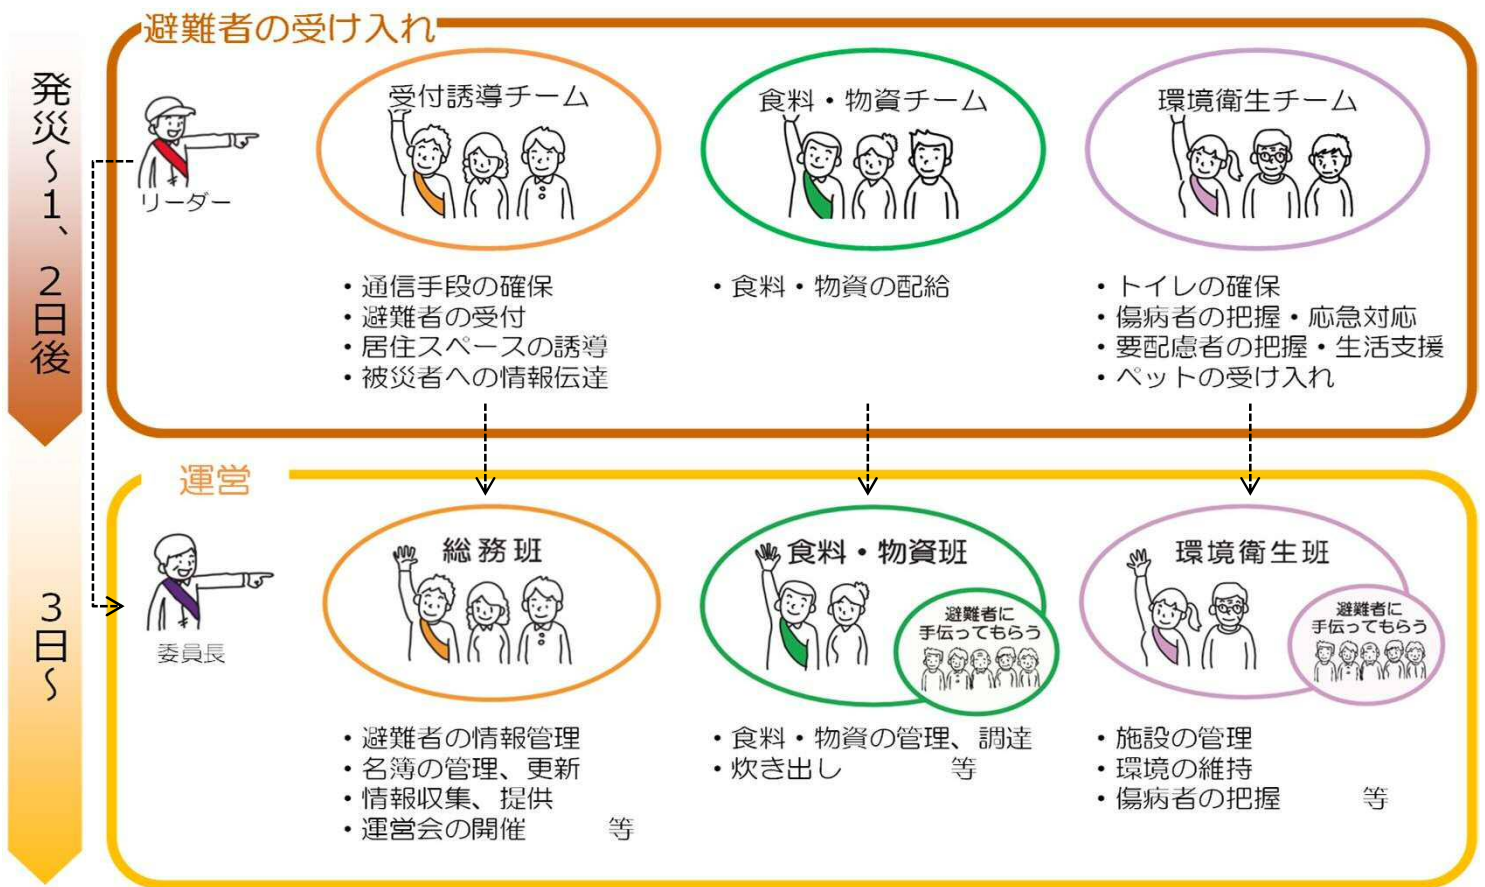 避難者の受け入れ
発災～1、2日後
リーダー
受付誘導チーム
・通信手段の確保
・避難者の受付
・居住スペースの誘導
・被災者への情報伝達
食料・物資チーム
・食料・物資の配給
環境衛生チーム
・トイレの確保
・傷病者の把握・応急対応
・要配慮者の把握・生活支援
・ペットの受け入れ
運営
3日～
委員長
総務班
・避難者の情報管理
・名簿の管理、更新
・情報収集、提供
・運営会の開催 等
食料・物資班
避難者に
手伝ってもらう
・食料・物資の管理、調達
・炊き出し 等
環境衛生班
避難者に
手伝ってもらう
・施設の管理
・環境の維持
・傷病者の把握 等